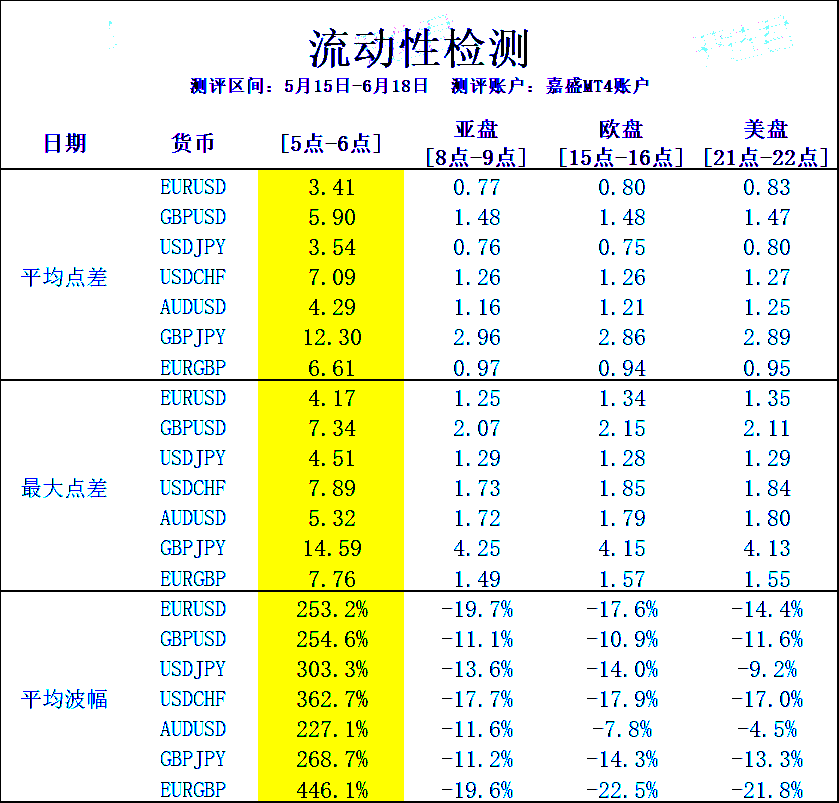 流动性检测
测评区间：5月15日-6月18日 测评账户：嘉盛MT4账户
日期 货币 [5点-6点] 亚盘 欧盘 美盘
[8点-9点] [15点-16点] [21点-22点]
EURUSD 3.41 0.77 0.80 0.83
GBPUSD 5.90 1.48 1.48 1.47
USDJPY 3.54 0.76 0.75 0.80
平均点差 USDCHF 7.09 1.26 1.26 1.27
AUDUSD 4.29 1.16 1.21 1.25
GBPJPY 12.30 2.96 2.86 2.89
EURGBP 6.61 0.97 0.94 0.95
EURUSD 4.17 1.25 1.34 1.35
GBPUSD 7.34 2.07 2.15 2.11
USDJPY 4.51 1.29 1.28 1.29
最大点差 USDCHF 7.89 1.73 1.85 1.84
AUDUSD 5.32 1.72 1.79 1.80
GBPJPY 14.59 4.25 4.15 4.13
EURGBP 7.76 1.49 1.57 1.55
EURUSD 253.2% -19.7% -17.6% -14.4%
GBPUSD 254.6% -11.1% -10.9% -11.6%
USDJPY 303.3% -13.6% -14.0% -9.2%
平均波幅 USDCHF 362.7% -17.7% -17.9% -17.0%
AUDUSD 227.1% -11.6% -7.8% -4.5%
GBPJPY 268.7% -11.2% -14.3% -13.3%
EURGBP 446.1% -19.6% -22.5% -21.8%